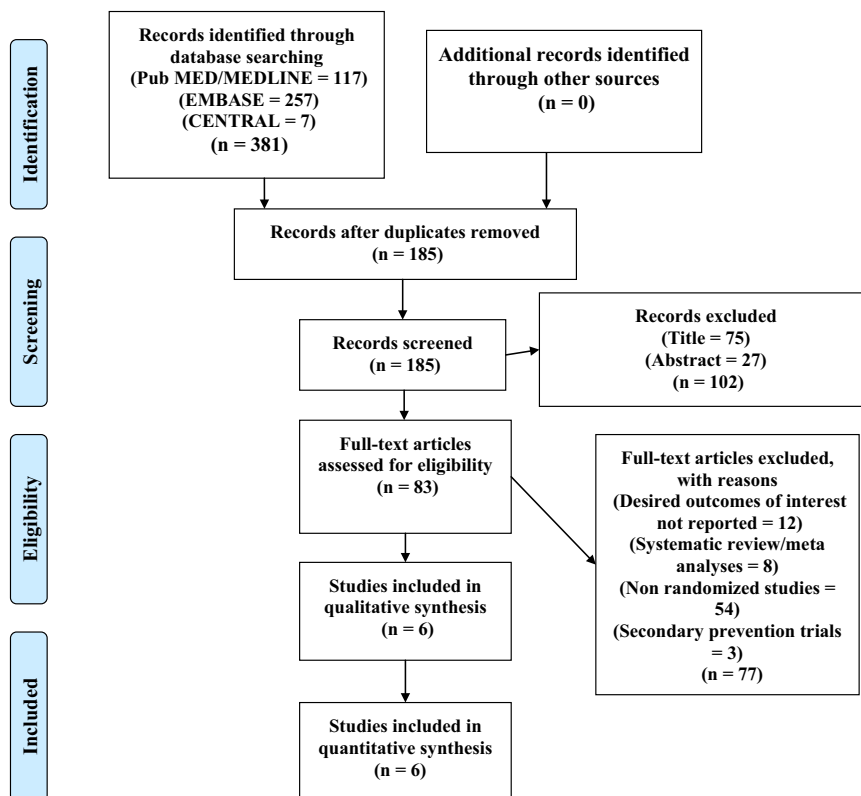 Identification
Records identified through
database searching
(Pub MED/MEDLINE = 117)
(EMBASE = 257)
(CENTRAL = 7)
(n = 381)
Additional records identified
through other sources
(n = 0)
Records after duplicates removed
(n = 185)
Screening
Records screened
(n = 185)
Records excluded
(Title = 75)
(Abstract = 27)
(n = 102)
Eligibility
Full-text articles
assessed for eligibility
(n = 83)
Full-text articles excluded,
with reasons
(Desired outcomes of interest
not reported = 12)
(Systematic review/meta
analyses = 8)
(Non randomized studies =
54)
(Secondary prevention trials
= 3)
(n = 77)
Studies included in
qualitative synthesis
(n = 6)
Included
Studies included in
quantitative synthesis
(n = 6)